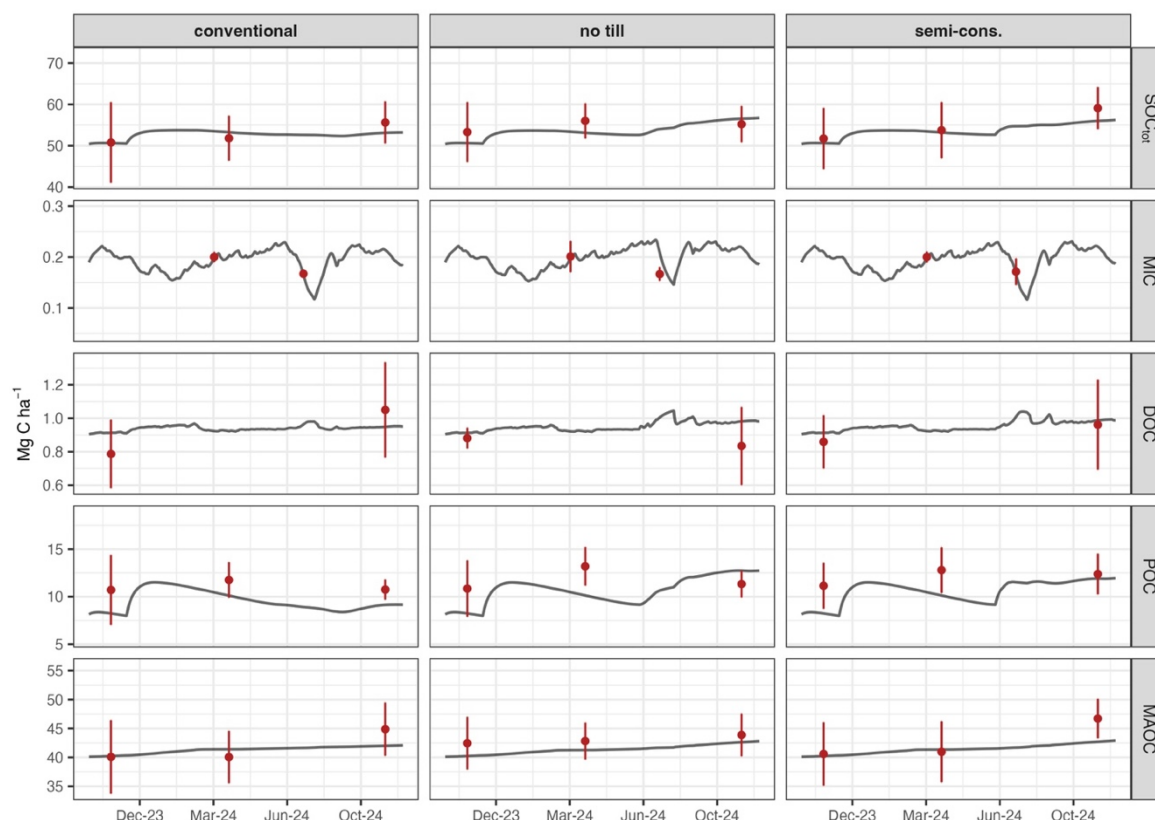 conventional
no till
semi-cons.
70
60
50
40
SOCtot
0.3
0.2
0.1
MIC
1.2
1.0
0.8
0.6
DOC
Mg C ha⁻¹
15
10
5
POC
55
50
45
40
35
MAOC
Dec-23 Mar-24 Jun-24 Oct-24 Dec-23 Mar-24 Jun-24 Oct-24 Dec-23 Mar-24 Jun-24 Oct-24